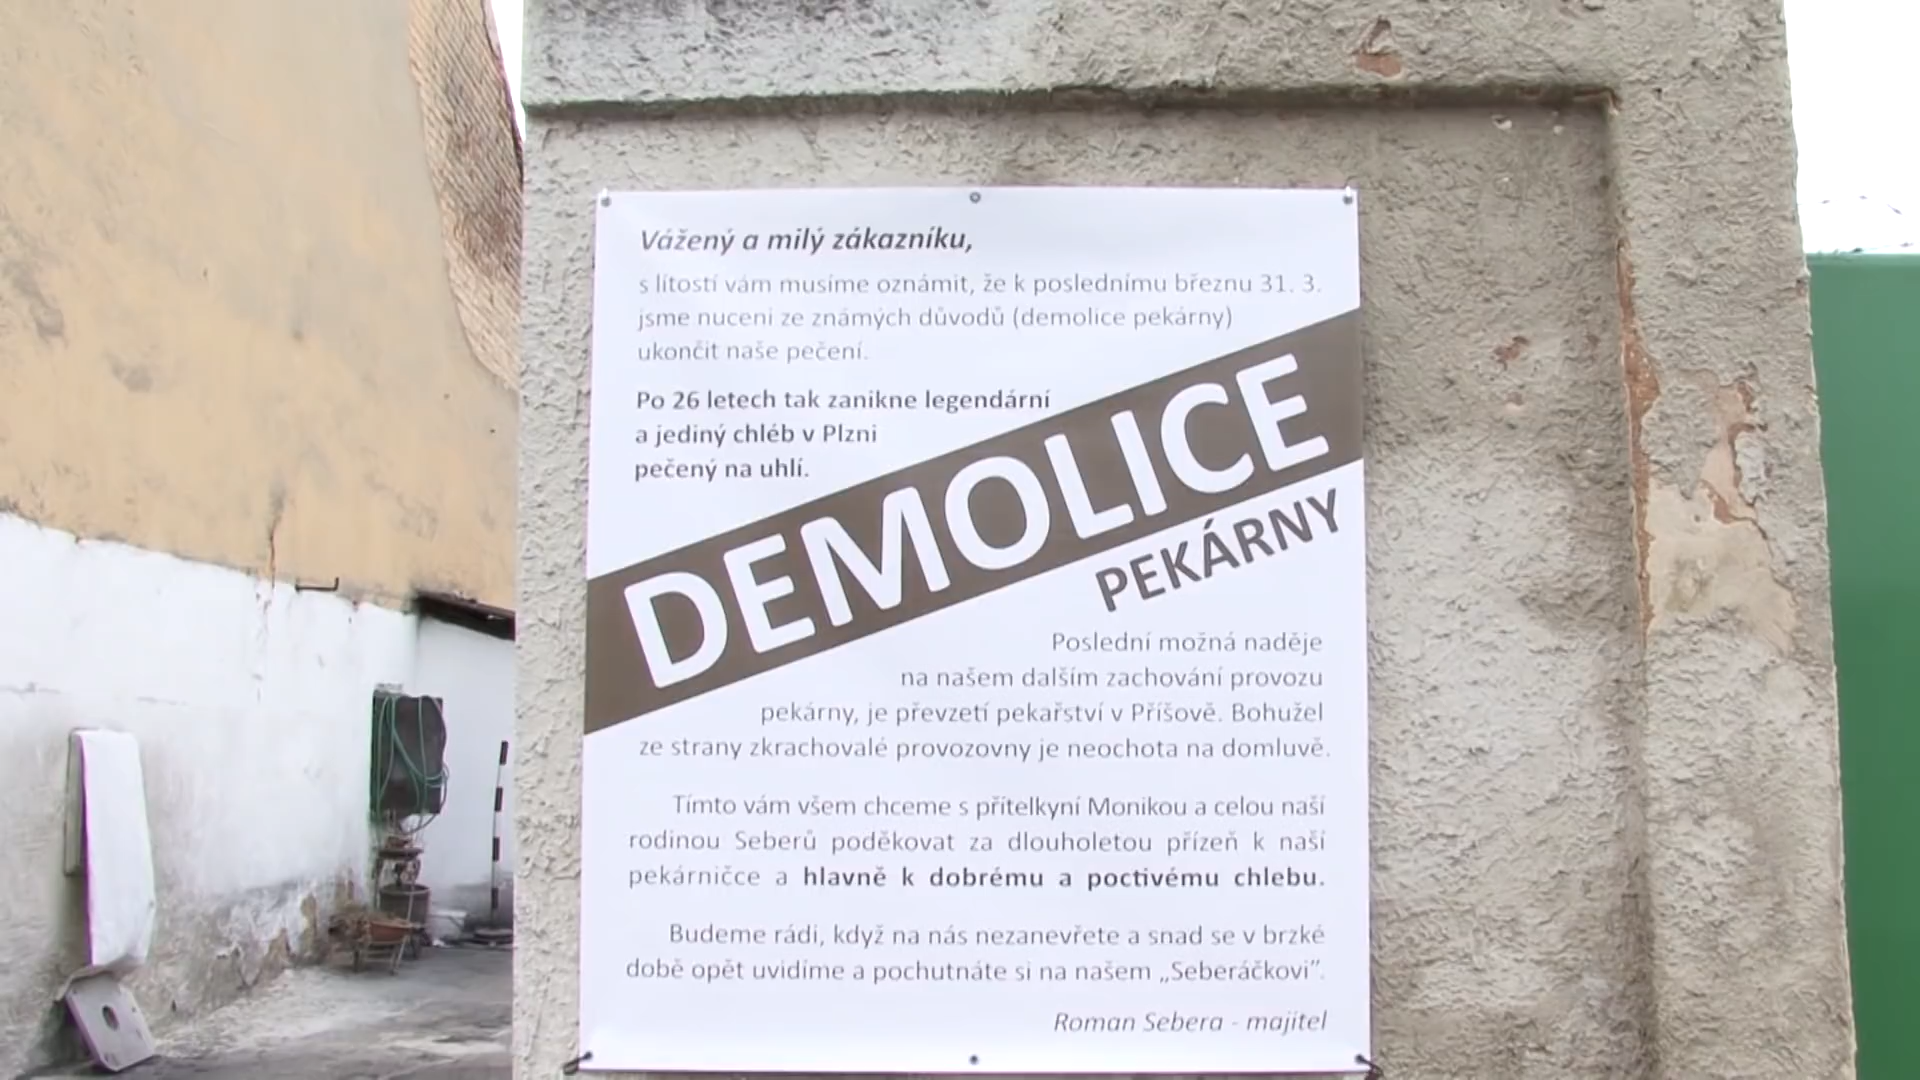 Vážený a milý zákazníku,
s lítostí vám musíme oznámit, že k poslednímu březnu 31. 3.
jsme nuceni ze známých důvodů (demolice pekárny)
ukončit naše pečení.
Po 26 letech tak zanikne legendární
a jediný chléb v Plzni
pečený na uhlí.
DEMOLICE
PEKÁRNY
Poslední možná naděje
na našem dalším zachování provozu
pekárny, je převzetí pekařství v Příšově. Bohužel
ze strany zkrachovalé provozovny je neochota na domluvě.
Tímto vám všem chceme s přítelkyní Monikou a celou naší
rodinou Seberů poděkovat za dlouholetou přízeň k naší
pekárničce a hlavně k dobrému a poctivému chlebu.
Budeme rádi, když na nás nezanevřete a snad se v brzké
době opět uvidíme a pochutnáte si na našem „Seberáčkovi”.
Roman Sebera - majitel